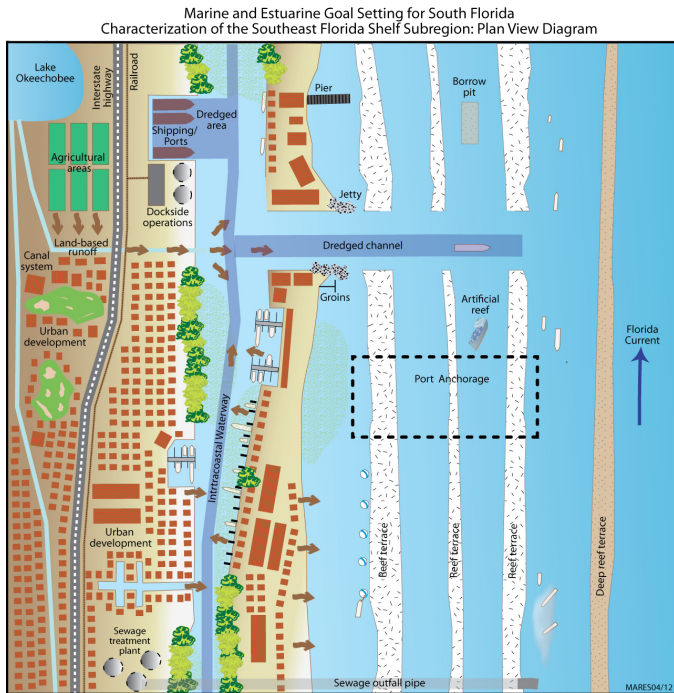 Marine and Estuarine Goal Setting for South Florida
Characterization of the Southeast Florida Shelf Subregion: Plan View Diagram
Lake
Okeechobee
Interstate
highway
Railroad
Pier
Borrow
pit
Dredged
area
Shipping/
Ports
Agricultural
areas
Jetty
Dockside
operations
Land-based
runoff
Canal
system
Dredged channel
Groins
Artificial
reef
Urban
development
Florida
Current
Port Anchorage
Intrtracoastal Waterway
Reef terrace
Reef terrace
Reef terrace
Deep reef terrace
Urban
development
Sewage
treatment
plant
Sewage outfall pipe
MARES04/12